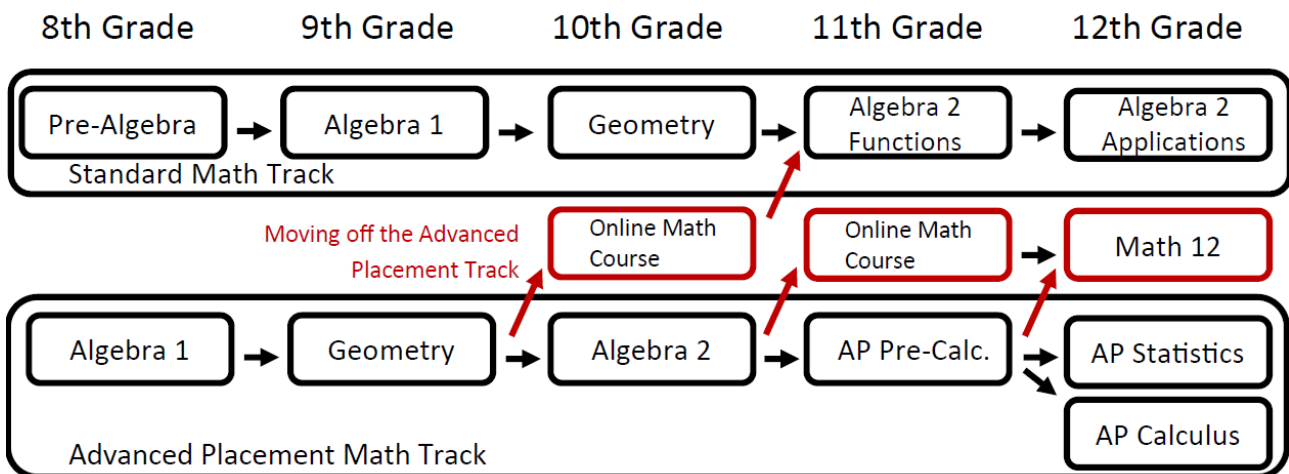 8th Grade 9th Grade 10th Grade 11th Grade 12th Grade
Pre-Algebra
Algebra 1
Geometry
Algebra 2
Functions
Algebra 2
Applications
Standard Math Track
Moving off the Advanced
Placement Track
Online Math
Course
Online Math
Course
Math 12
Algebra 1
Geometry
Algebra 2
AP Pre-Calc.
AP Statistics
AP Calculus
Advanced Placement Math Track